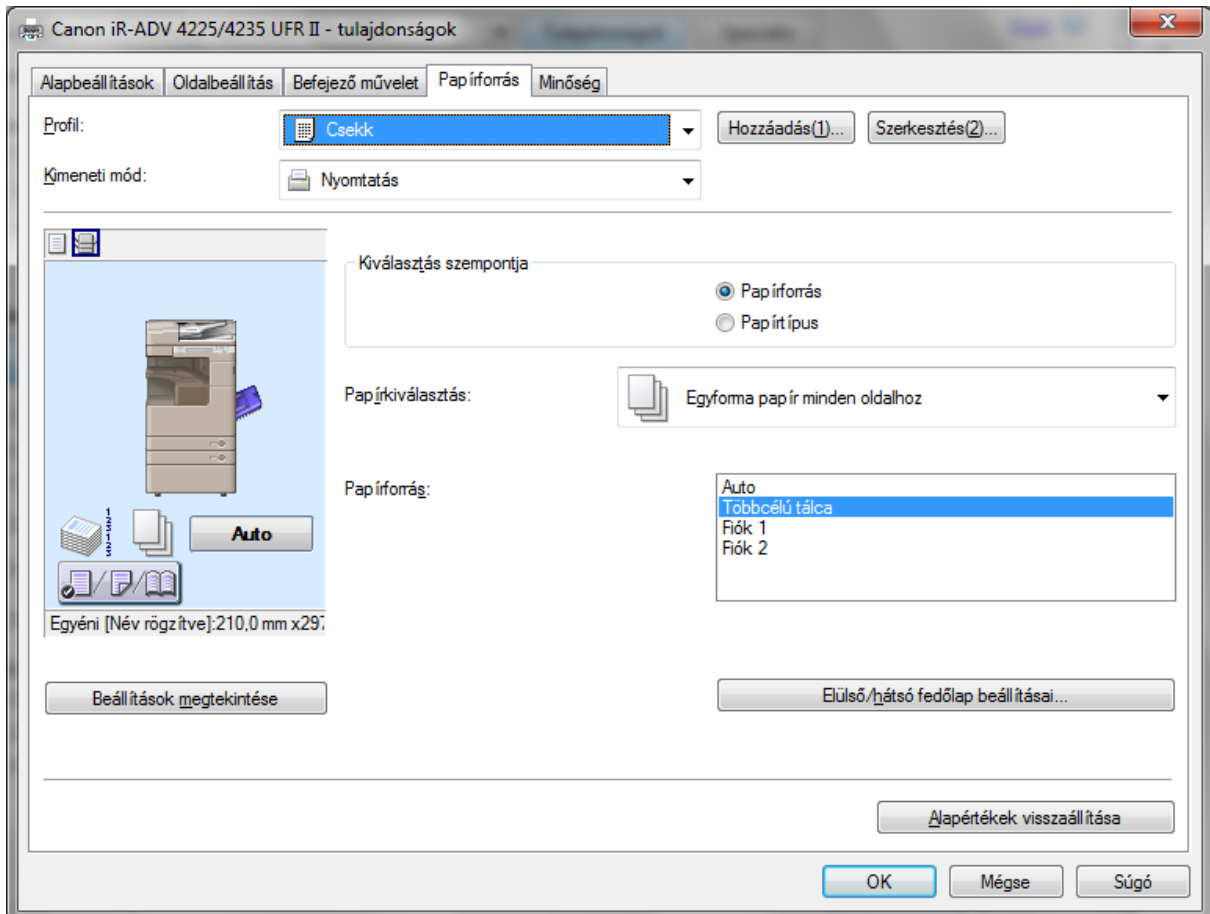 Canon iR-ADV 4225/4235 UFR II - tulajdonságok
Alapbeállítások Oldalbeállítás Befejező művelet Papírforrás Minőség
Profil: Csekk Hozzáadás(1)... Szerkesztés(2)...
Kimeneti mód: Nyomtatás
Kiválasztás szempontja
Papírforrás
Papírtípus
Papírkiválasztás: Egyforma papír minden oldalhoz
Papírforrás: Auto
Többcélú tálca
Fiók 1
Fiók 2
Auto
Egyéni [Név rögzítve]:210,0 mm x297
Beállítások megtekintése
Elülső/hátsó fedőlap beállításai...
Alapértékek visszaállítása
OK Mégse Súgó